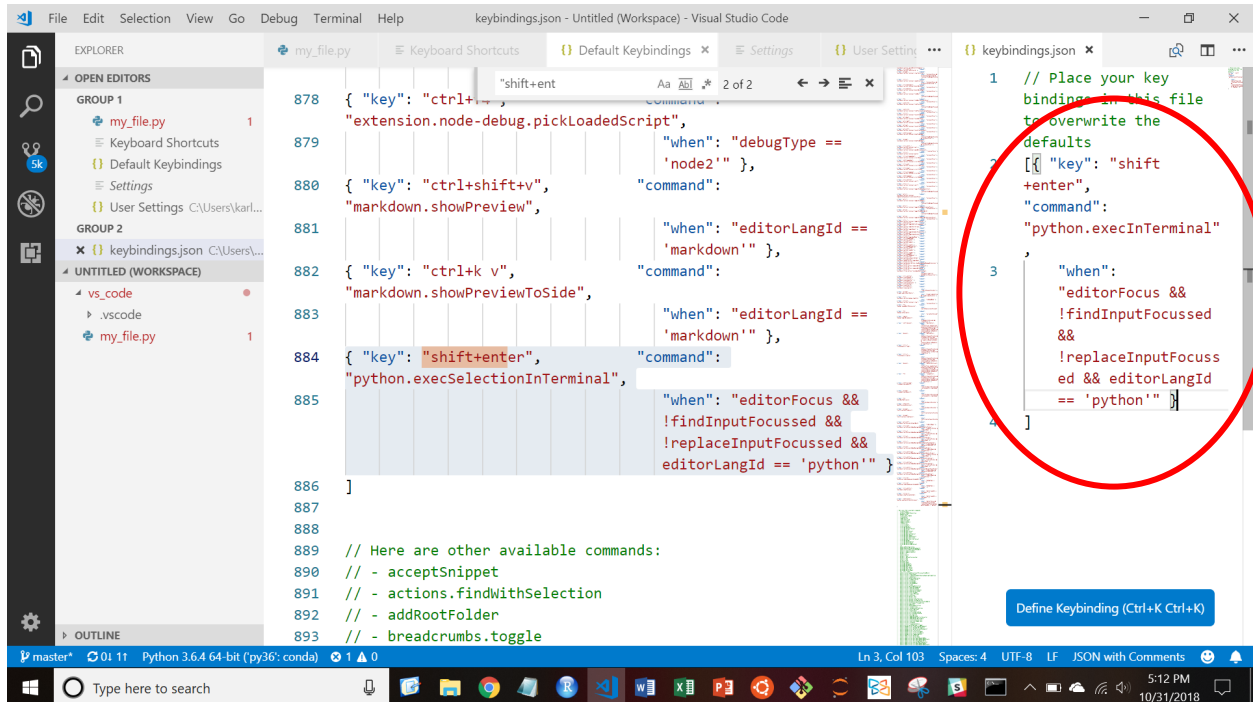 File Edit Selection View Go Debug Terminal Help keybindings.json - Untitled (Workspace) - Visual Studio Code
EXPLORER
OPEN EDITORS
GROUP 1
my_file.py 1
Keyboard Shortcuts
{} Default Keybindings
Settings
{} User Settings C:\Users\karl...
GROUP 2
{} keybindings.json C:\Users\...
UNTITLED (WORKSPACE)
vs_code
.vscode
my_file.py 1
OUTLINE
my_file.py Keyboard Shortcuts {} Default Keybindings Settings {} User Setting
"shift+ent Aa Abl .* 2 of 2
878 { "key": "ctrl+
"extension.node-debug.pickLoadedScript",
879 "when": "debugType ==
'node2'" },
880 { "key": "ctrl+shift+v", "command":
"markdown.showPreview",
881 "when": "editorLangId ==
'markdown'" },
882 { "key": "ctrl+k v", "command":
"markdown.showPreviewToSide",
883 "when": "editorLangId ==
'markdown'" },
884 { "key": "shift+enter", "command":
"python.execSelectionInTerminal",
885 "when": "editorFocus &&
!findInputFocussed &&
!replaceInputFocussed &&
editorLangId == 'python'" }
886 ]
887
888
889 // Here are other available commands:
890 // - acceptSnippet
891 // - actions.findWithSelection
892 // - addRootFolder
893 // - breadcrumbs.toggle
{} keybindings.json
1 // Place your key
bindings in this file
to overwrite the
defaults
2 [{ "key": "shift
+enter",
"command":
"python.execInTerminal"
,
3 "when":
"editorFocus &&
!findInputFocussed
&&
!replaceInputFocuss
ed && editorLangId
== 'python'" }
4 ]
Define Keybinding (Ctrl+K Ctrl+K)
5k
master* 0↓ 1↑ Python 3.6.4 64-bit ('py36': conda) 1 0 Ln 3, Col 103 Spaces: 4 UTF-8 LF JSON with Comments
Type here to search
5:12 PM
10/31/2018